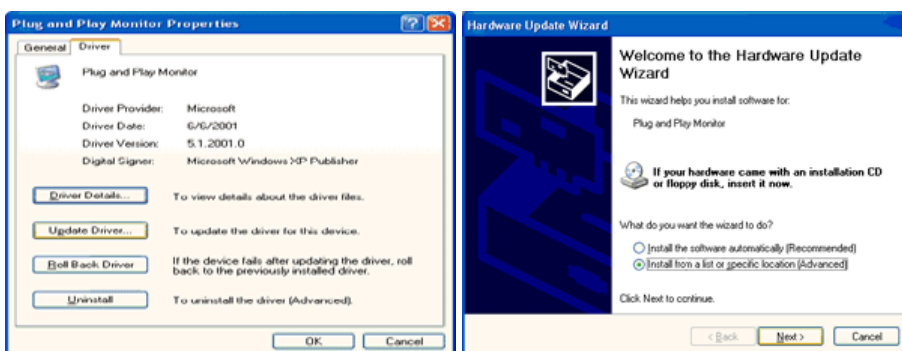 Plug and Play Monitor Properties
General Driver
Plug and Play Monitor
Driver Provider: Microsoft
Driver Date: 6/6/2001
Driver Version: 5.1.2001.0
Digital Signer: Microsoft Windows XP Publisher
Driver Details... To view details about the driver files.
Update Driver... To update the driver for this device.
Roll Back Driver If the device fails after updating the driver, roll
back to the previously installed driver.
Uninstall To uninstall the driver (Advanced).
OK Cancel
Hardware Update Wizard
Welcome to the Hardware Update
Wizard
This wizard helps you install software for:
Plug and Play Monitor
If your hardware came with an installation CD
or floppy disk, insert it now.
What do you want the wizard to do?
Install the software automatically (Recommended)
Install from a list or specific location (Advanced)
Click Next to continue.
< Back Next > Cancel